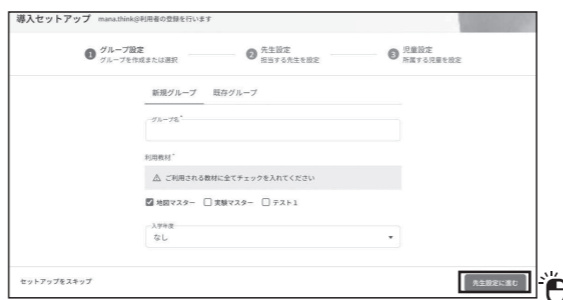 導入セットアップ mana.think@利用者の登録を行います
1 グループ設定
グループを作成または選択
2 先生設定
担当する先生を設定
3 児童設定
所属する児童を設定
新規グループ 既存グループ
グループ名*
利用教材*
ご利用される教材に全てチェックを入れてください
地図マスター 実験マスター テスト1
入学年度
なし
セットアップをスキップ
先生設定に進む